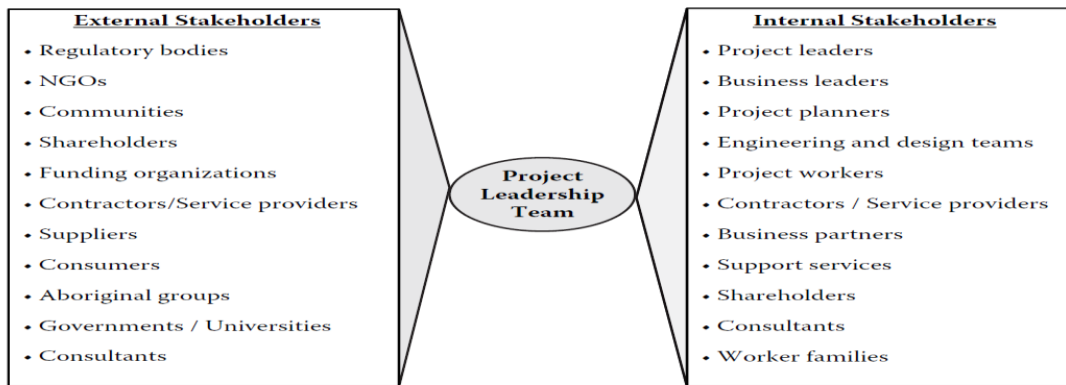 External Stakeholders
• Regulatory bodies
• NGOs
• Communities
• Shareholders
• Funding organizations
• Contractors/Service providers
• Suppliers
• Consumers
• Aboriginal groups
• Governments / Universities
• Consultants
Project
Leadership
Team
Internal Stakeholders
• Project leaders
• Business leaders
• Project planners
• Engineering and design teams
• Project workers
• Contractors / Service providers
• Business partners
• Support services
• Shareholders
• Consultants
• Worker families